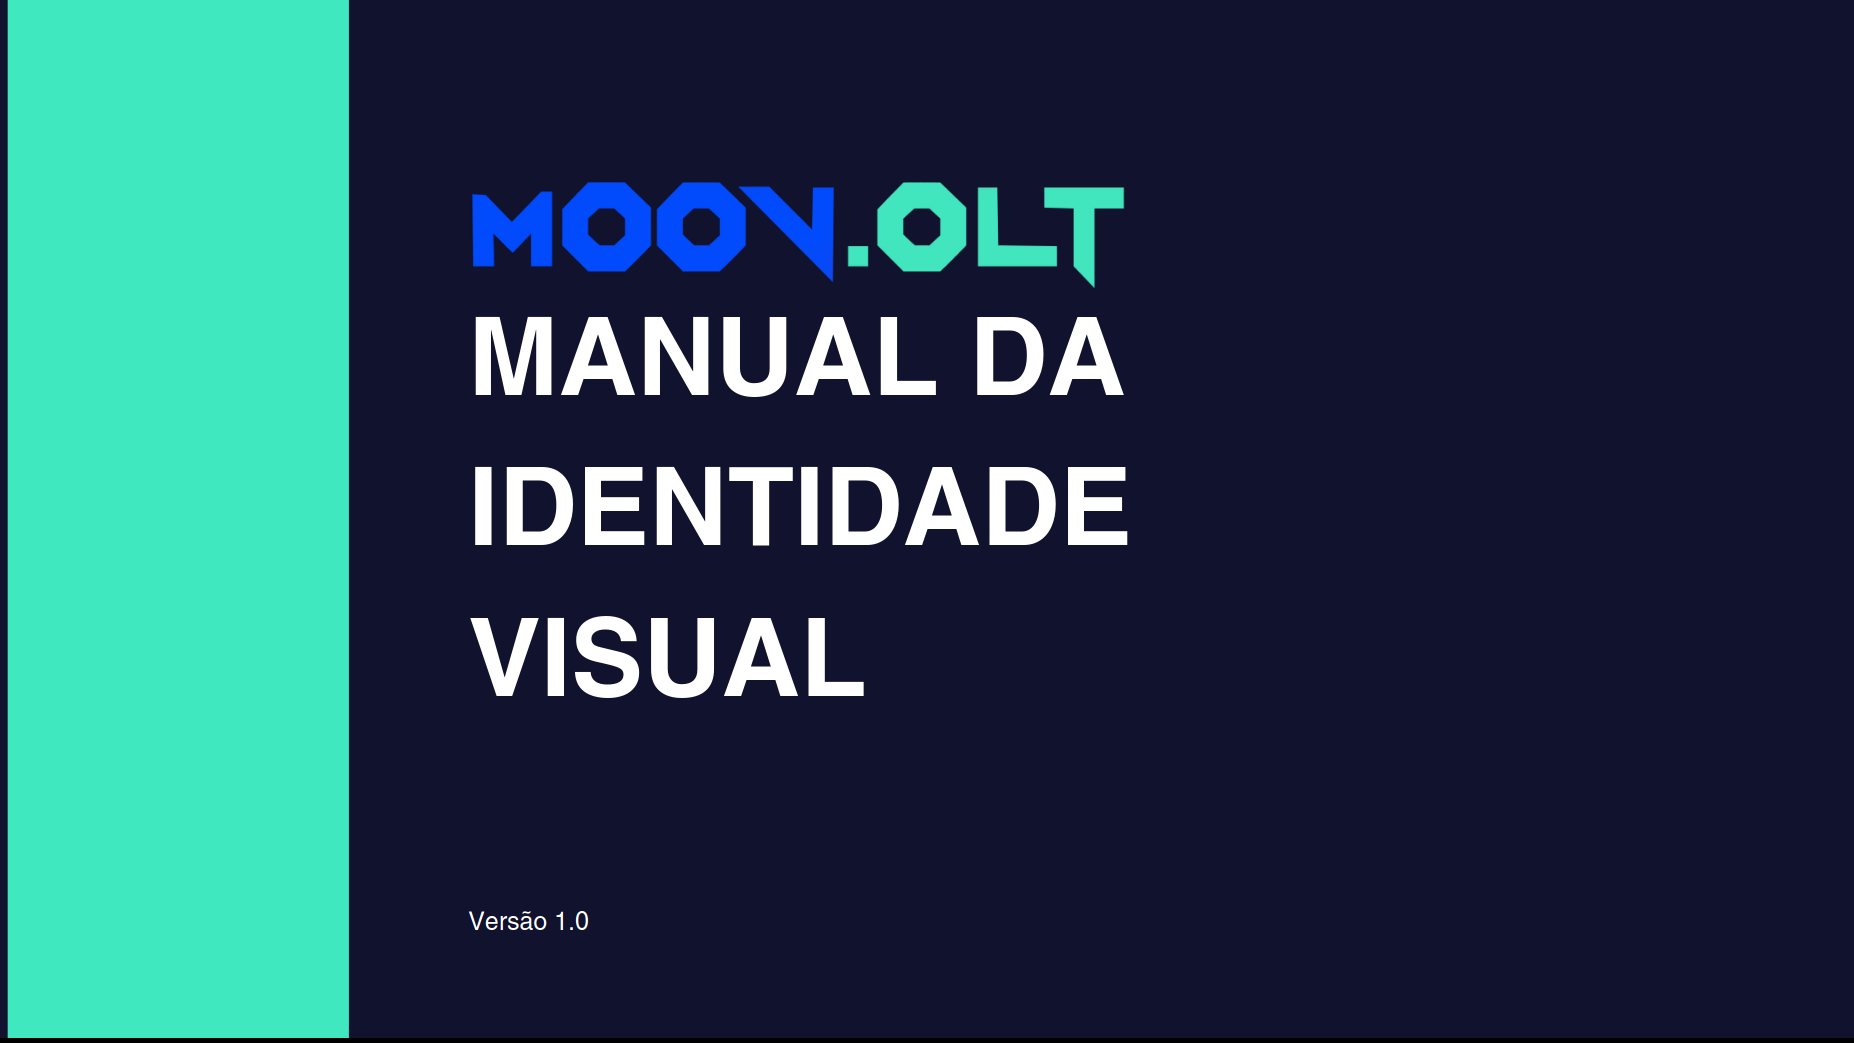 MOOV.OLT
MANUAL DA
IDENTIDADE
VISUAL
Versão 1.0